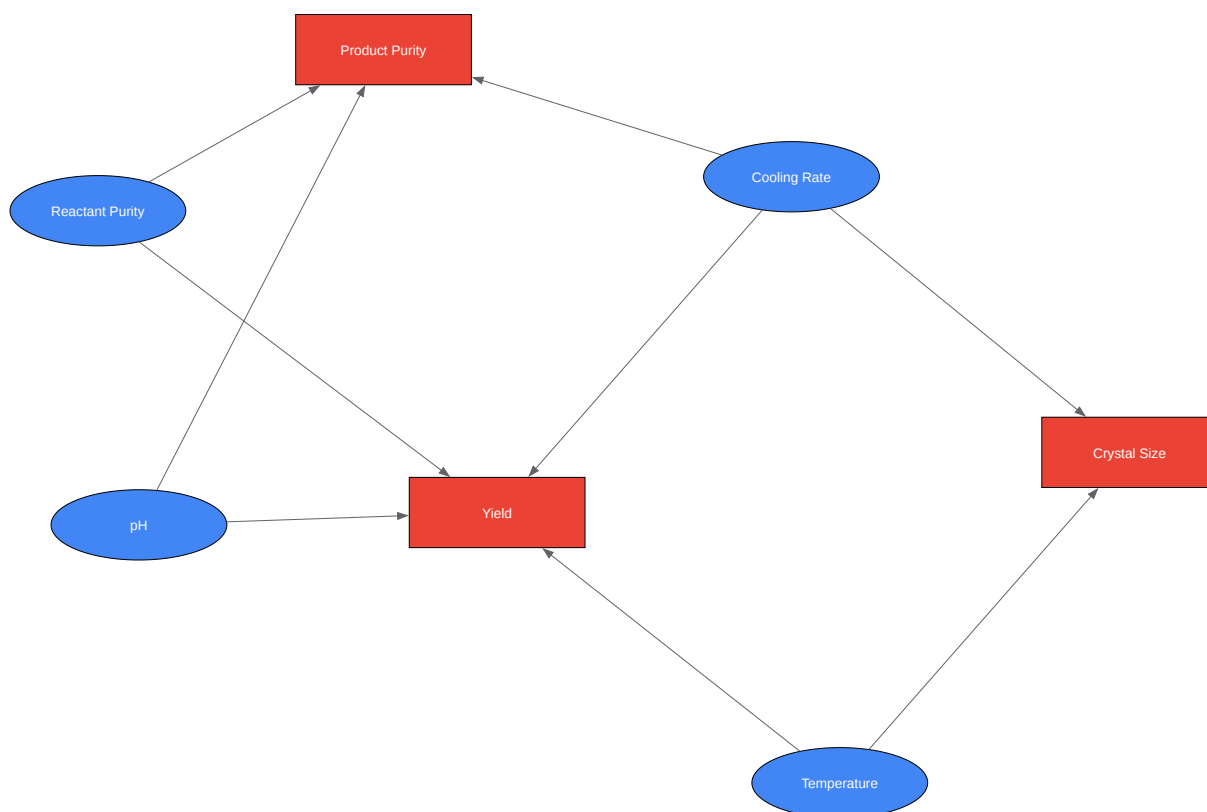 Product Purity
Cooling Rate
Reactant Purity
Crystal Size
Yield
pH
Temperature